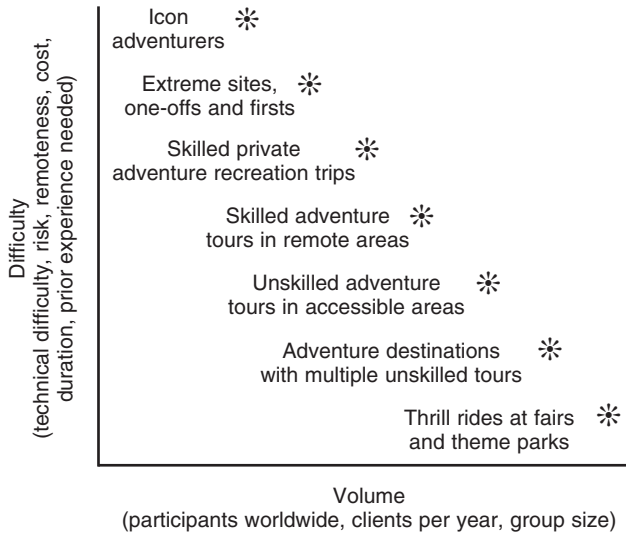 Icon
adventurers
Extreme sites,
one-offs and firsts
Skilled private
adventure recreation trips
Skilled adventure
tours in remote areas
Unskilled adventure
tours in accessible areas
Adventure destinations
with multiple unskilled tours
Thrill rides at fairs
and theme parks
Difficulty
(technical difficulty, risk, remoteness, cost,
duration, prior experience needed)
Volume
(participants worldwide, clients per year, group size)